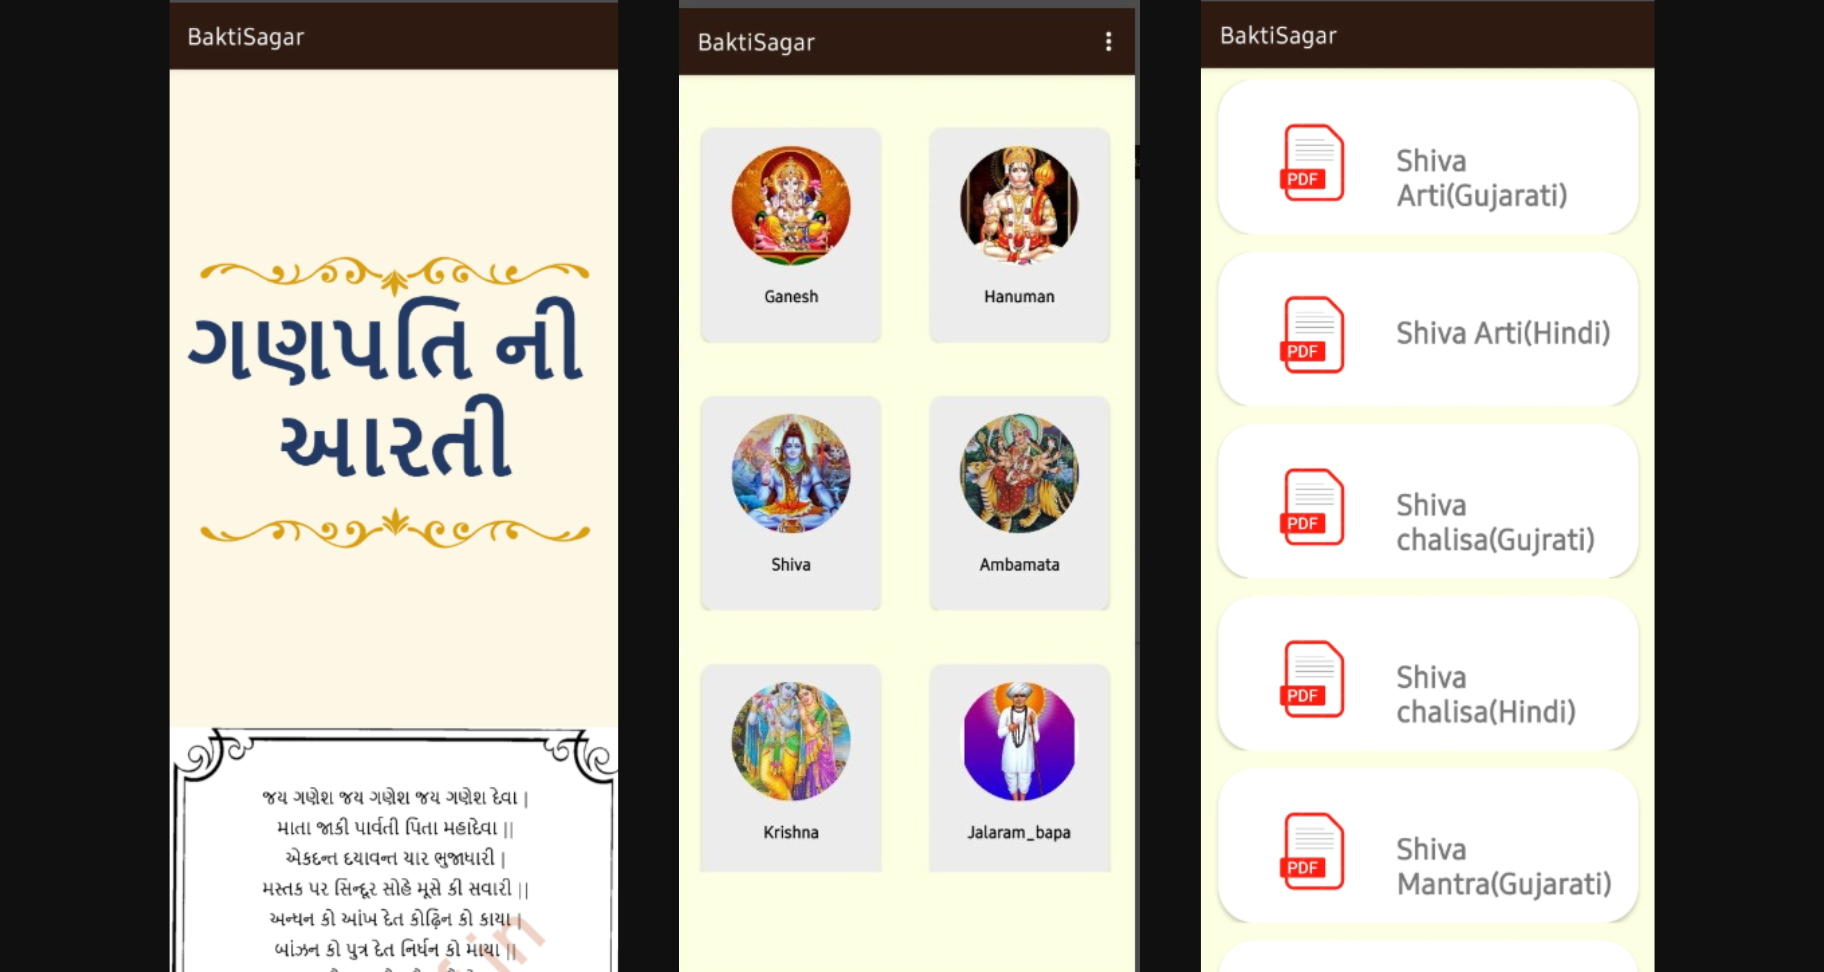 BaktiSagar
ગણપતિ ની
આરતી
જય ગણેશ જય ગણેશ જય ગણેશ દેવા |
માતા જાકી પાર્વતી પિતા મહાદેવા ||
એકદન્ત દયાવન્ત ચાર ભુજાધારી |
મસ્તક પર સિન્દૂર સોહે મૂસે કી સવારી ||
અન્ધન કો આંખ દેત કોઢ઼િન કો કાયા |
બાંઝન કો પુત્ર દેત નિર્ધન કો માયા ||
BaktiSagar
Ganesh
Hanuman
Shiva
Ambamata
Krishna
Jalaram_bapa
BaktiSagar
PDF
Shiva
Arti(Gujarati)
PDF
Shiva Arti(Hindi)
PDF
Shiva
chalisa(Gujrati)
PDF
Shiva
chalisa(Hindi)
PDF
Shiva
Mantra(Gujarati)